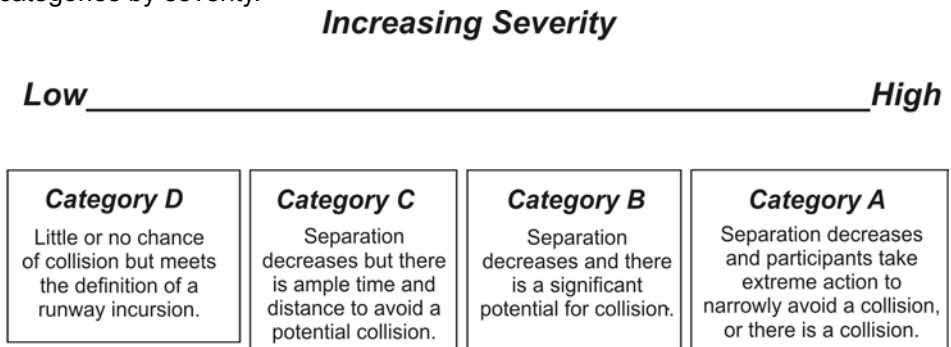 categories by severity.
Increasing Severity
Low High
Category D
Little or no chance
of collision but meets
the definition of a
runway incursion.
Category C
Separation
decreases but there
is ample time and
distance to avoid a
potential collision.
Category B
Separation
decreases and there
is a significant
potential for collision.
Category A
Separation decreases
and participants take
extreme action to
narrowly avoid a collision,
or there is a collision.